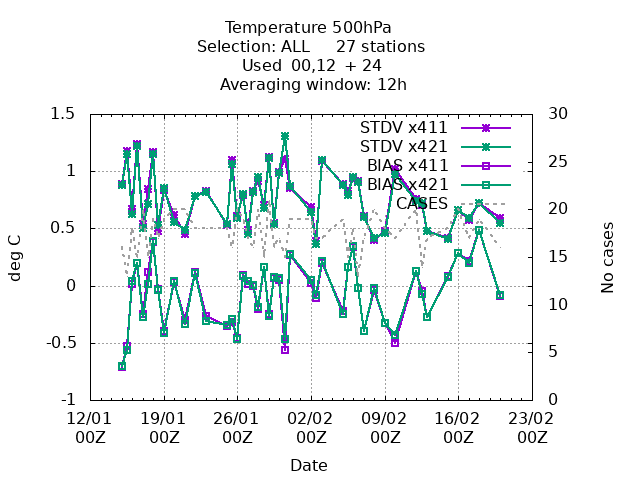 Temperature 500hPa
Selection: ALL 27 stations
Used 00,12 + 24
Averaging window: 12h
STDV x411
STDV x421
BIAS x411
BIAS x421
CASES
deg C
1.5
1
0.5
0
-0.5
-1
30
25
20
15
10
5
0
No cases
12/01 19/01 26/01 02/02 09/02 16/02 23/02
00Z 00Z 00Z 00Z 00Z 00Z 00Z
Date